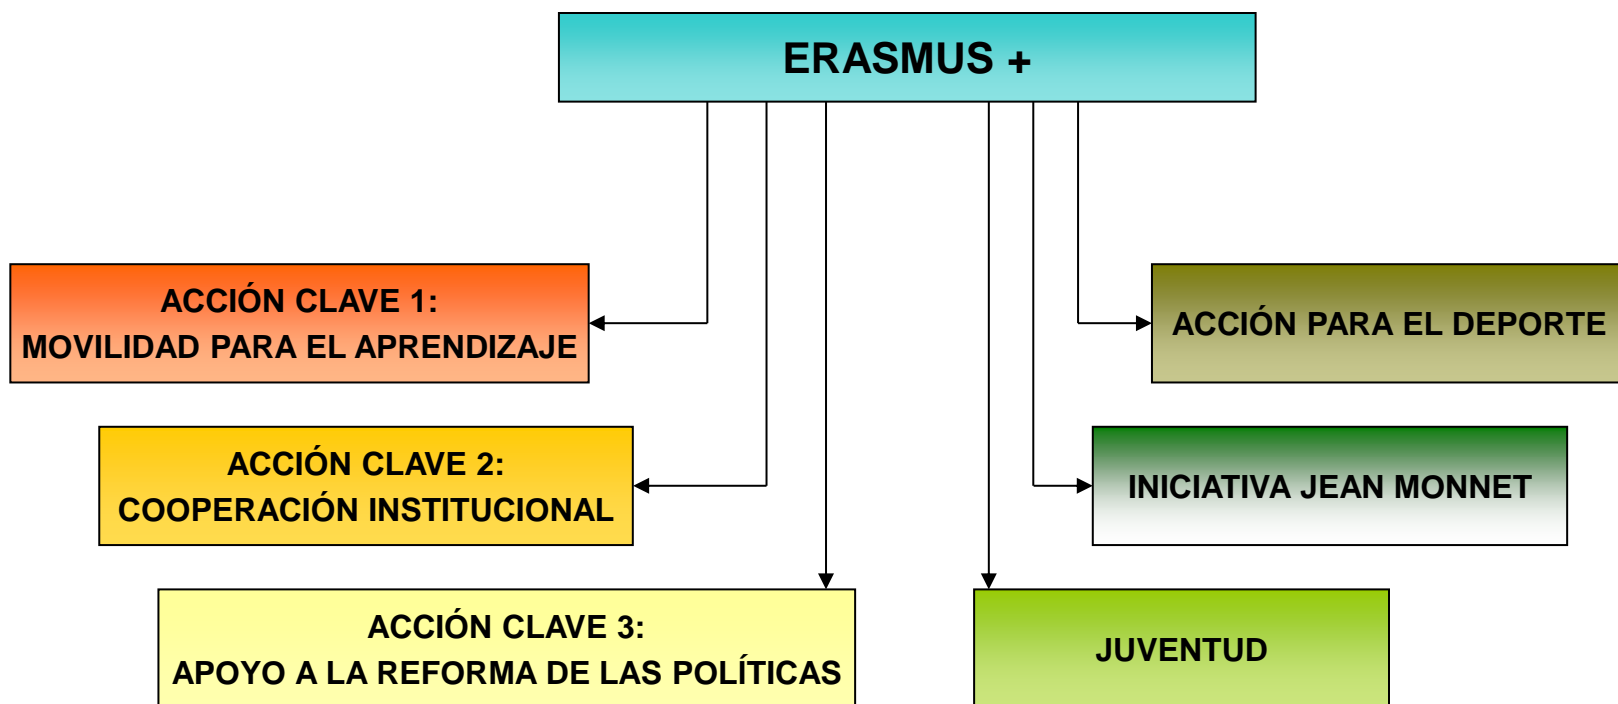 ERASMUS +
ACCIÓN CLAVE 1:
MOVILIDAD PARA EL APRENDIZAJE
ACCIÓN PARA EL DEPORTE
ACCIÓN CLAVE 2:
COOPERACIÓN INSTITUCIONAL
INICIATIVA JEAN MONNET
ACCIÓN CLAVE 3:
APOYO A LA REFORMA DE LAS POLÍTICAS
JUVENTUD